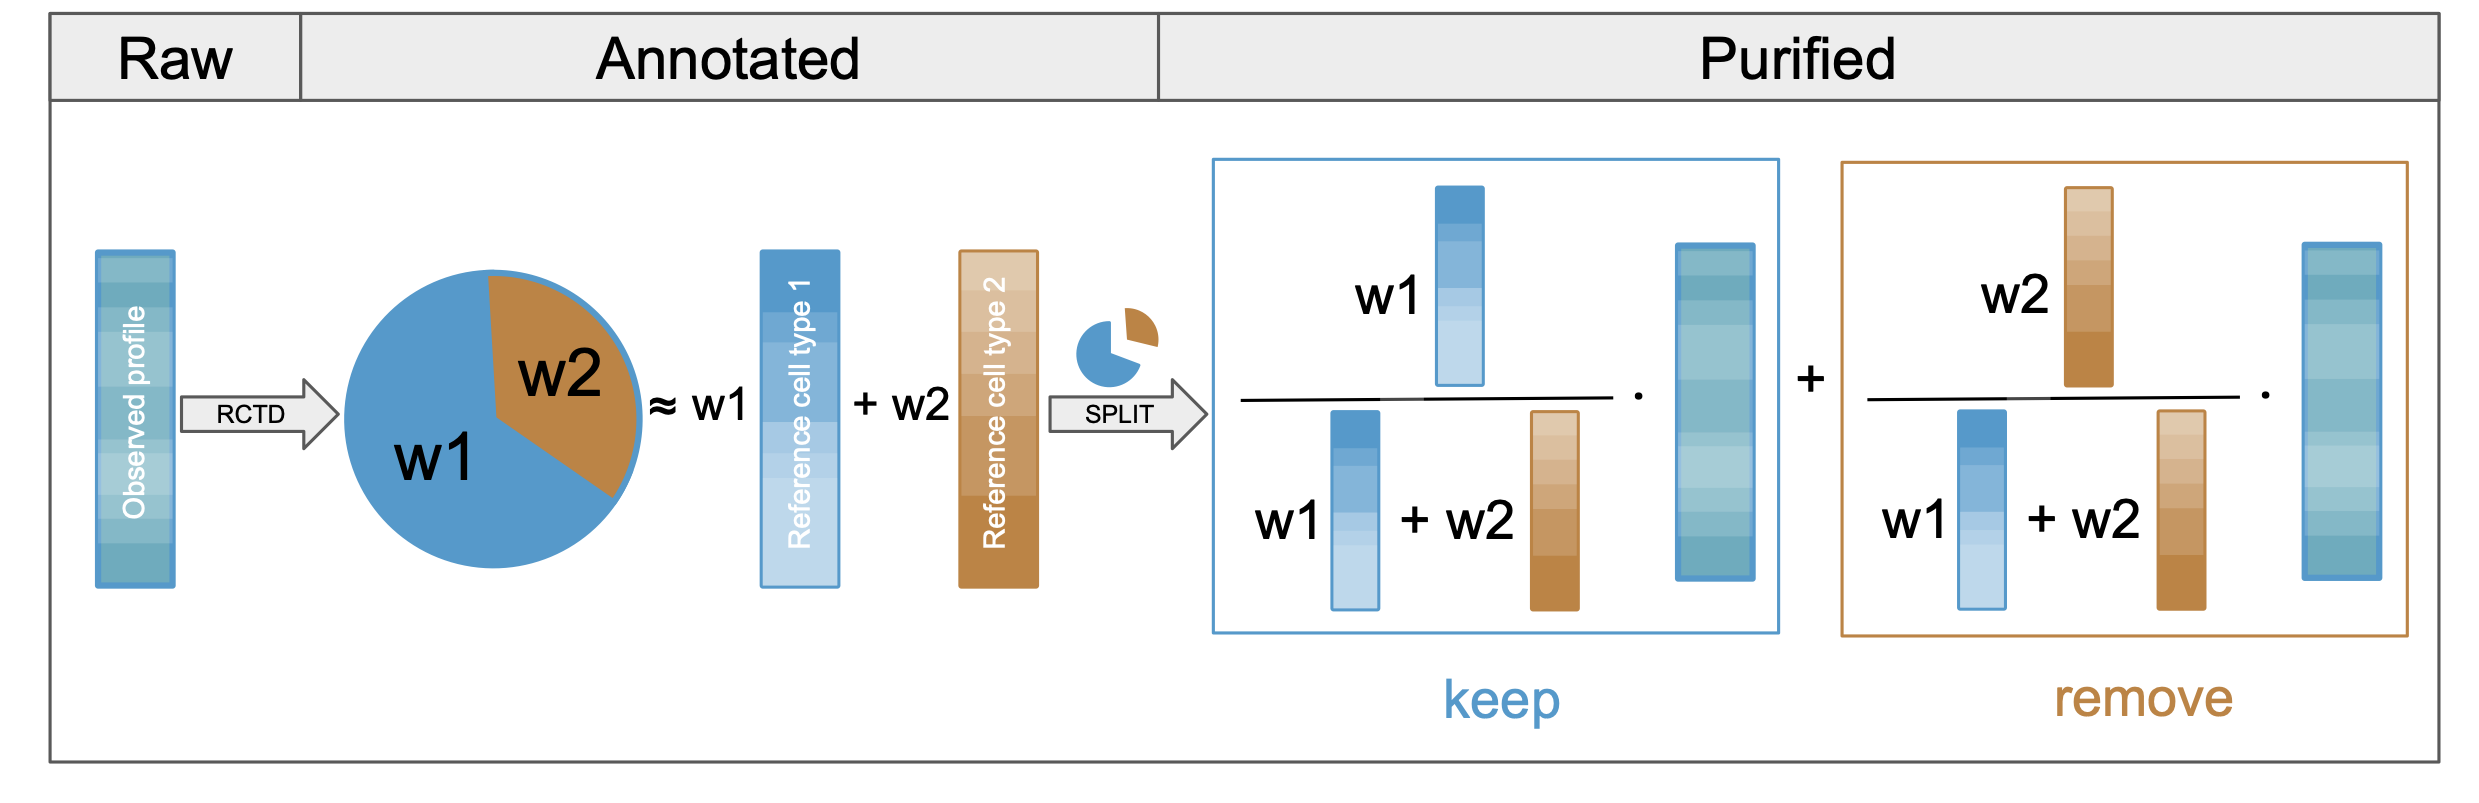 Raw
Annotated
Purified
Observed profile
RCTD
w1
w2
≈ w1
Reference cell type 1
+ w2
Reference cell type 2
SPLIT
w1
w1 + w2
·
+
w2
w1 + w2
·
keep
remove